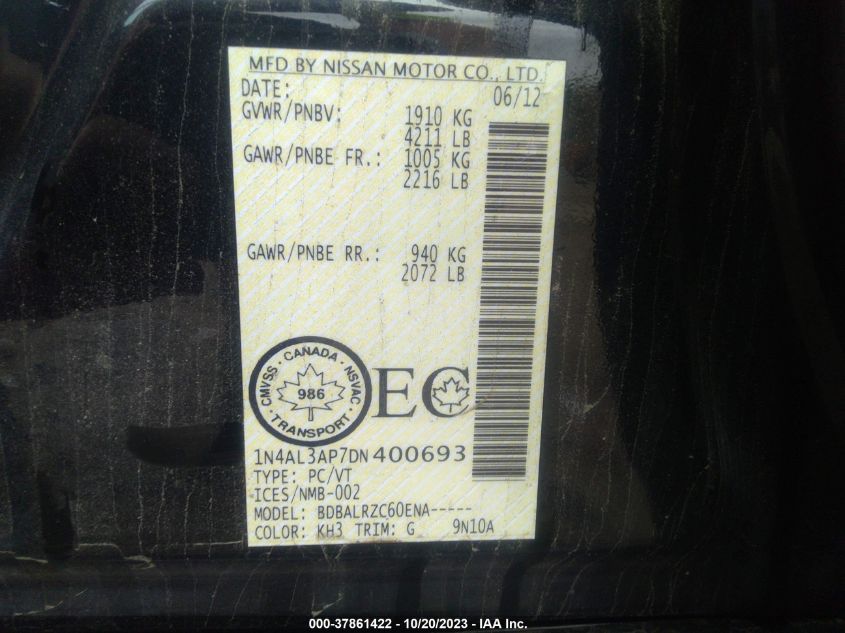 MFD BY NISSAN MOTOR CO., LTD.
DATE: 06/12
GVWR/PNBV: 1910 KG
4211 LB
GAWR/PNBE FR.: 1005 KG
2216 LB
GAWR/PNBE RR.: 940 KG
2072 LB
CMVSS · CANADA · NSVAC
986
· TRANSPORT ·
EC
1N4AL3AP7DN400693
TYPE: PC/VT
ICES/NMB-002
MODEL: BDBALRZC60ENA-----
COLOR: KH3 TRIM: G 9N10A
000-37861422 - 10/20/2023 - IAA Inc.